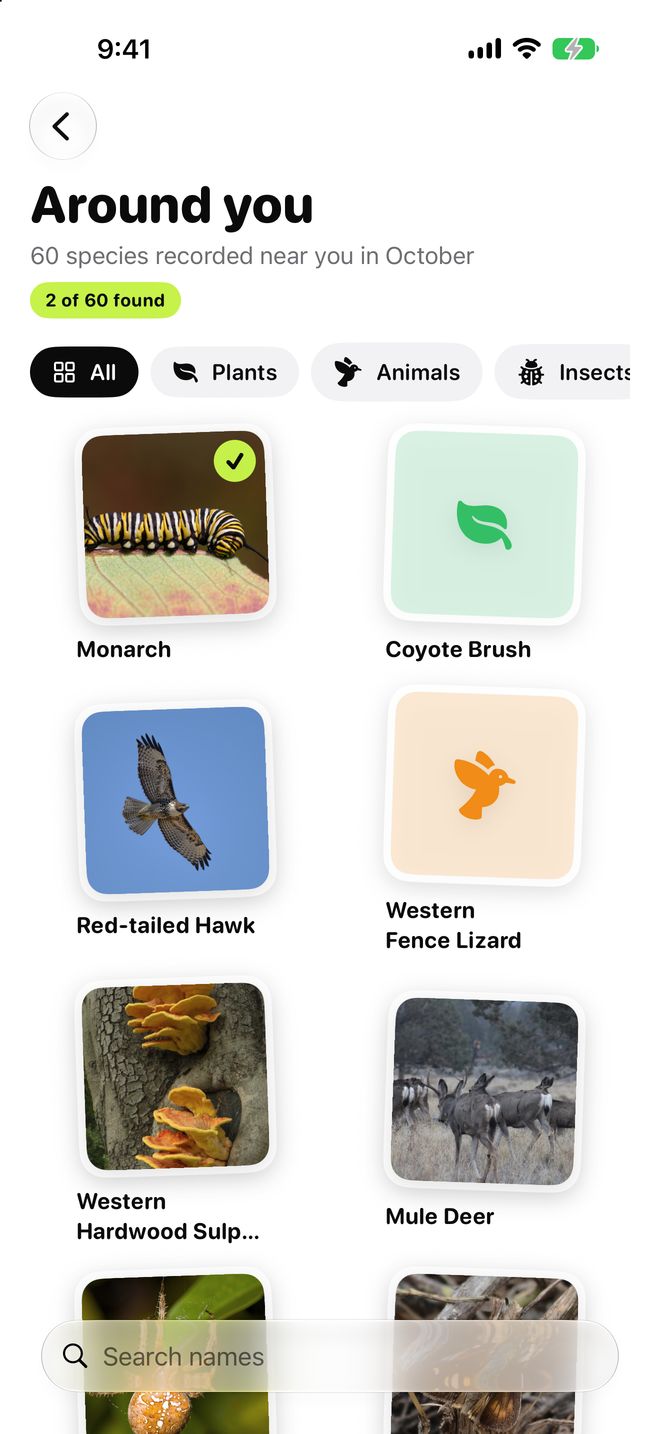 9:41
Around you
60 species recorded near you in October
2 of 60 found
All
Plants
Animals
Insects
Monarch
Coyote Brush
Red-tailed Hawk
Western
Fence Lizard
Western
Hardwood Sulp...
Mule Deer
Search names